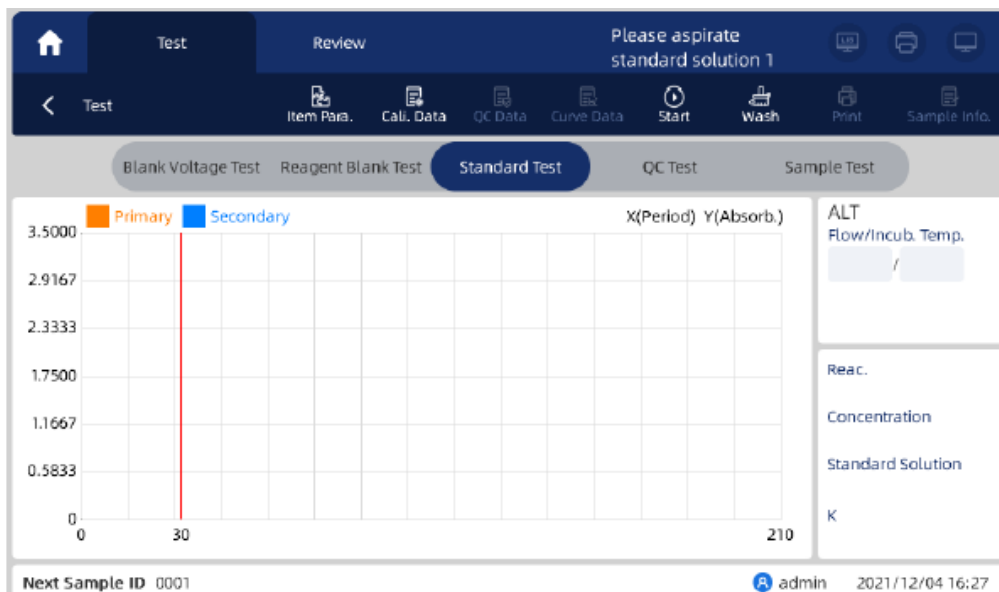 Test
Review
Please aspirate
standard solution 1
LIS
Test
Item Para.
Cali. Data
QC Data
Curve Data
Start
Wash
Print
Sample Info.
Blank Voltage Test
Reagent Blank Test
Standard Test
QC Test
Sample Test
Primary
Secondary
X(Period) Y(Absorb.)
3.5000
2.9167
2.3333
1.7500
1.1667
0.5833
0
0
30
210
ALT
Flow/Incub. Temp.
/
Reac.
Concentration
Standard Solution
K
Next Sample ID 0001
admin
2021/12/04 16:27